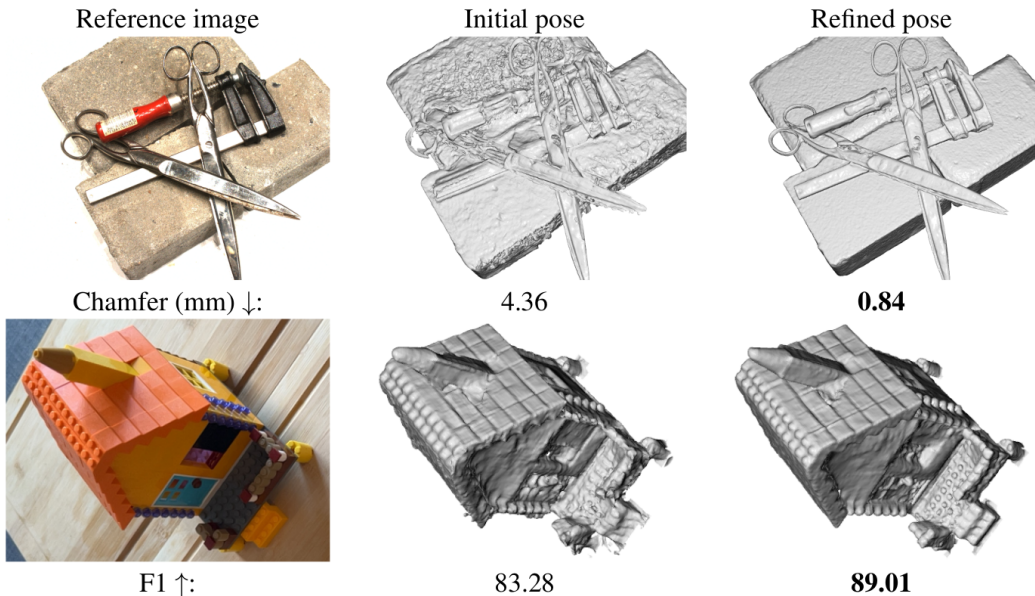 Reference image Initial pose Refined pose
Chamfer (mm) ↓: 4.36 0.84
F1 ↑: 83.28 89.01